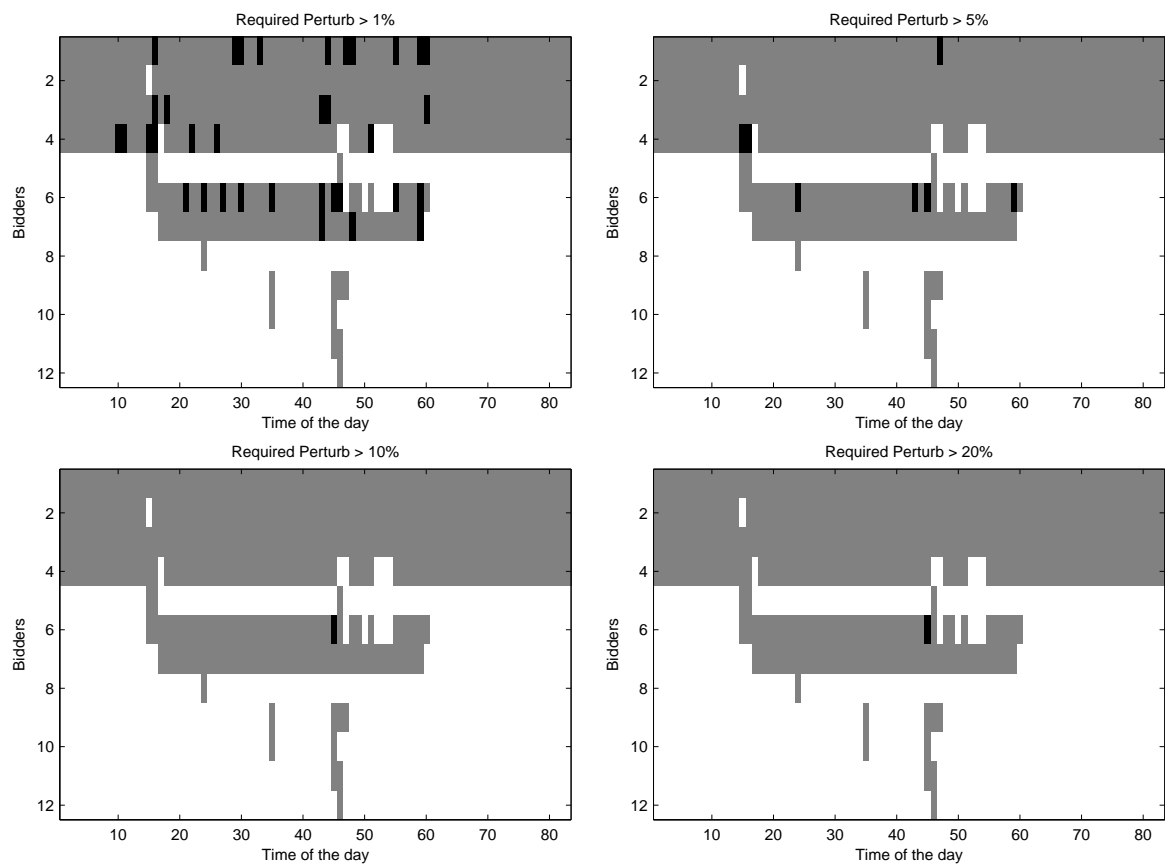 Required Perturb > 1%
Bidders
2
4
6
8
10
12
10 20 30 40 50 60 70 80
Time of the day
Required Perturb > 5%
Bidders
2
4
6
8
10
12
10 20 30 40 50 60 70 80
Time of the day
Required Perturb > 10%
Bidders
2
4
6
8
10
12
10 20 30 40 50 60 70 80
Time of the day
Required Perturb > 20%
Bidders
2
4
6
8
10
12
10 20 30 40 50 60 70 80
Time of the day